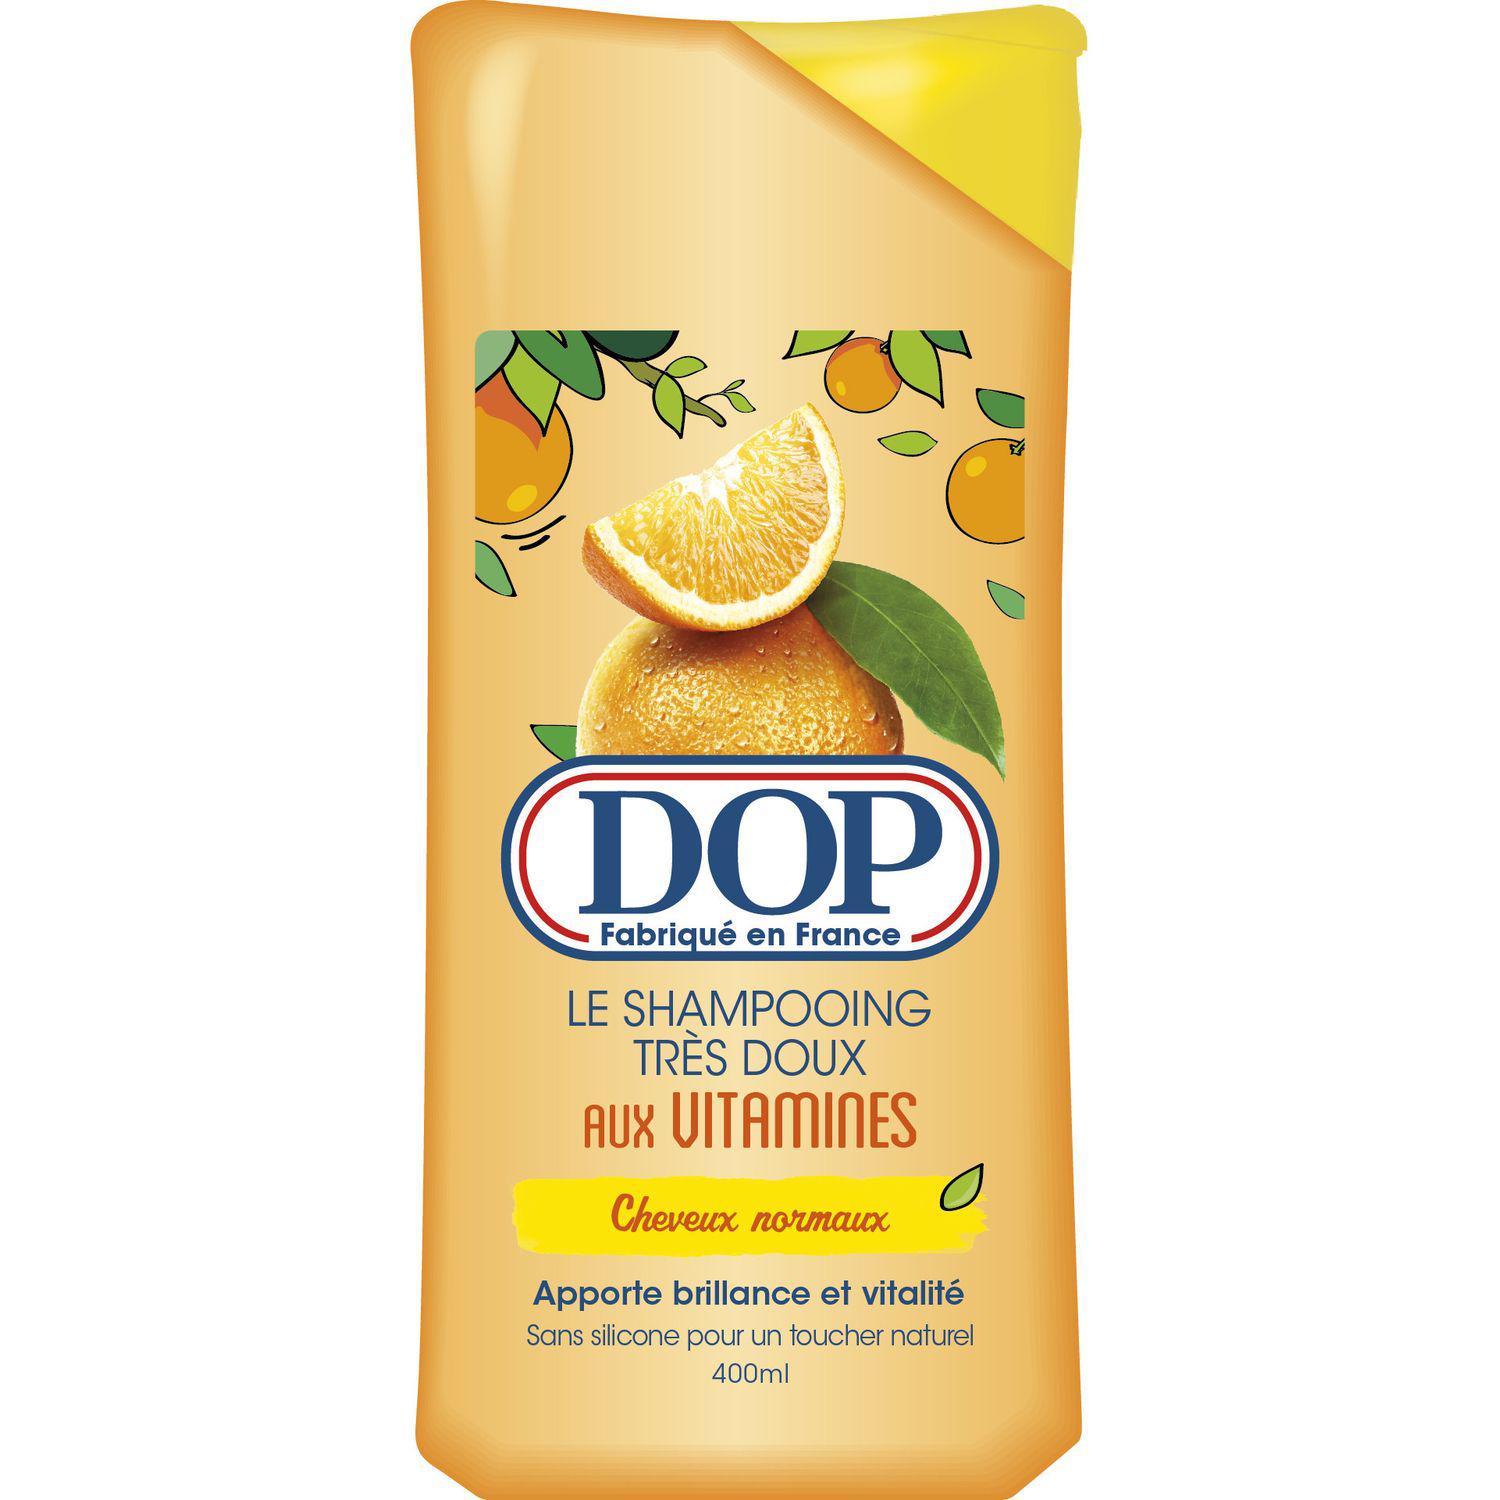 DOP
Fabriqué en France
LE SHAMPOOING
TRÈS DOUX
AUX VITAMINES
Cheveux normaux
Apporte brillance et vitalité
Sans silicone pour un toucher naturel
400ml